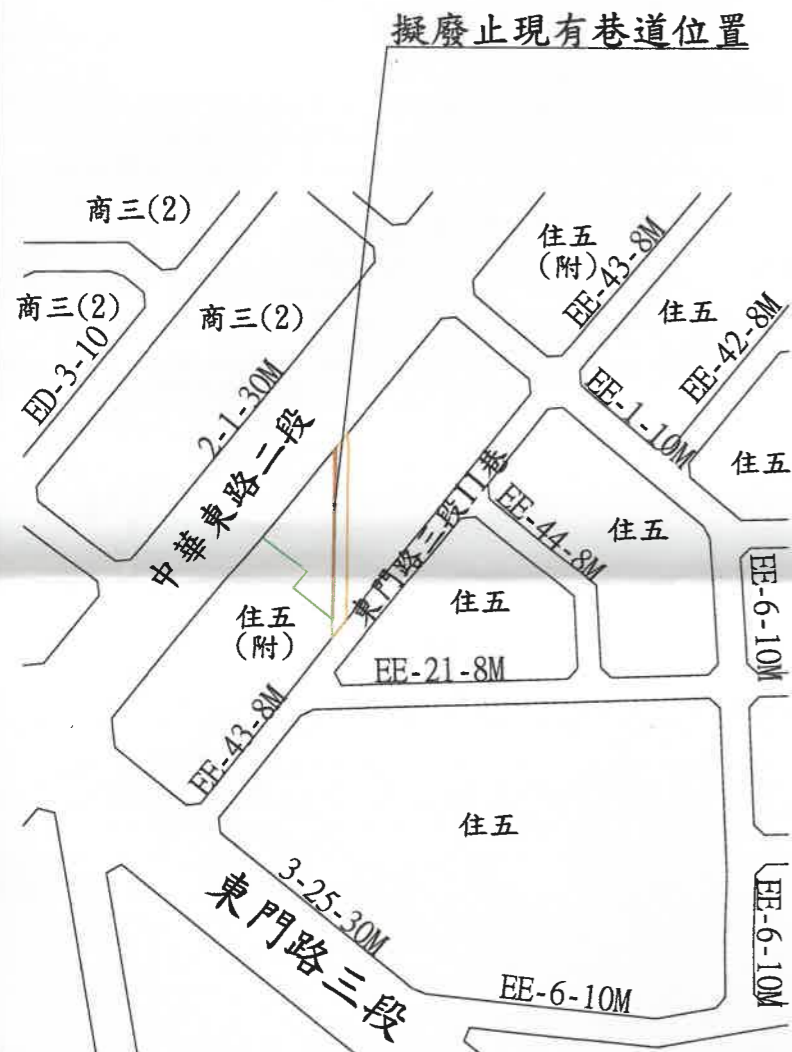 擬廢止現有巷道位置
商三(2)
商三(2)
ED-3-10
商三(2)
2-1-30M
中華東路二段
住五
(附)
EE-43-8M
住五
EE-42-8M
EE-1-10M
住五
東門路三段11巷
EE-44-8M
住五
EE-6-10M
住五
EE-21-8M
住五
(附)
EE-43-8M
住五
3-25-30M
東門路三段
EE-6-10M
EE-6-10M